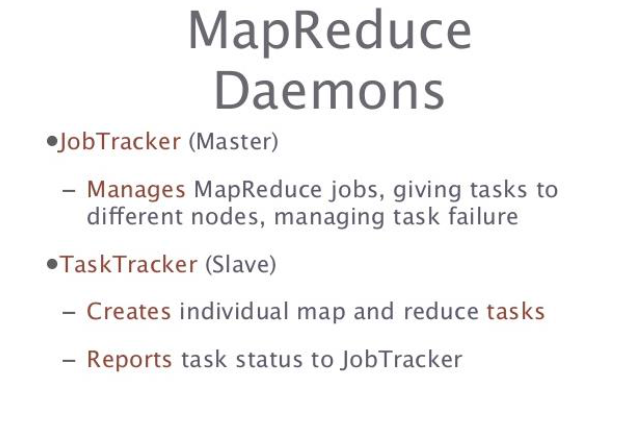 MapReduce
Daemons
•JobTracker (Master)
– Manages MapReduce jobs, giving tasks to
different nodes, managing task failure
•TaskTracker (Slave)
– Creates individual map and reduce tasks
– Reports task status to JobTracker